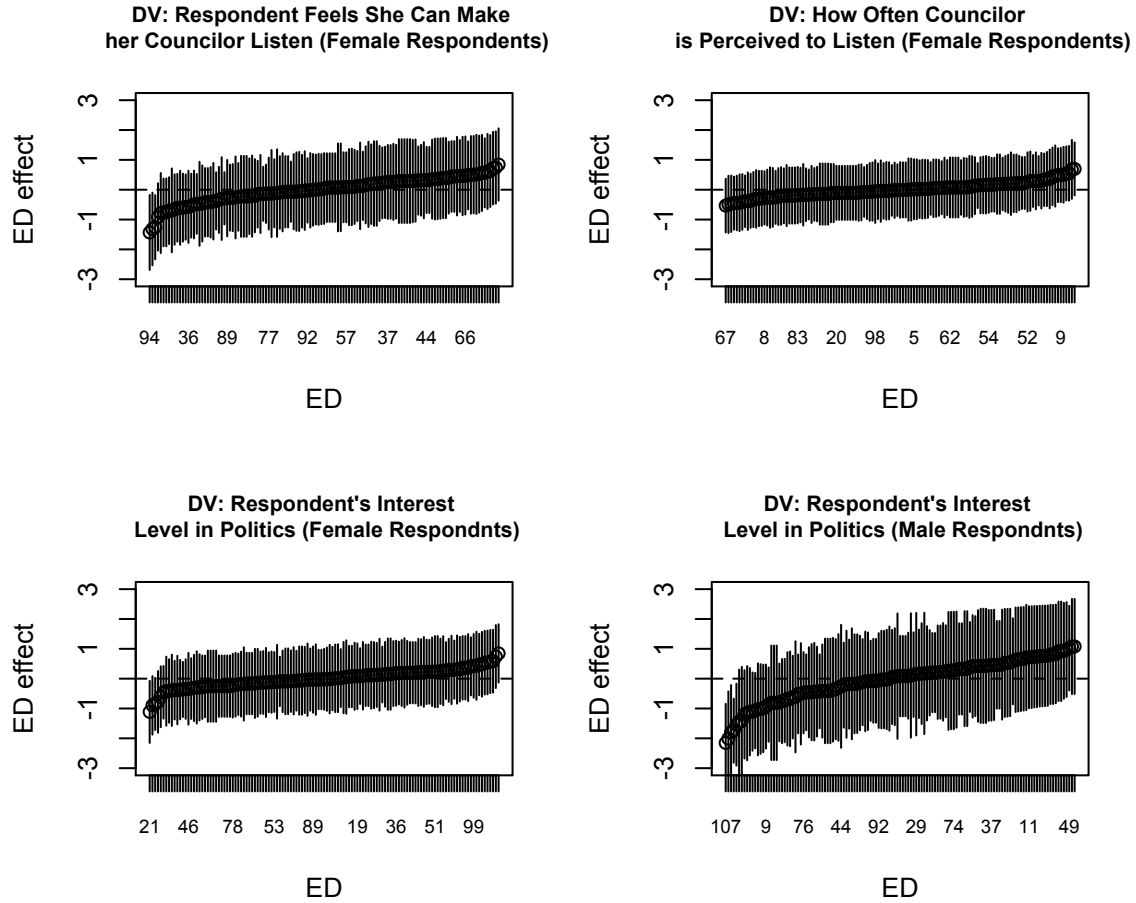 DV: Respondent Feels She Can Make
her Councilor Listen (Female Respondents)
ED effect
3
1
-1
-3
94 36 89 77 92 57 37 44 66
ED
DV: How Often Councilor
is Perceived to Listen (Female Respondents)
ED effect
3
1
-1
-3
67 8 83 20 98 5 62 54 52 9
ED
DV: Respondent's Interest
Level in Politics (Female Respondnts)
ED effect
3
1
-1
-3
21 46 78 53 89 19 36 51 99
ED
DV: Respondent's Interest
Level in Politics (Male Respondnts)
ED effect
3
1
-1
-3
107 9 76 44 92 29 74 37 11 49
ED